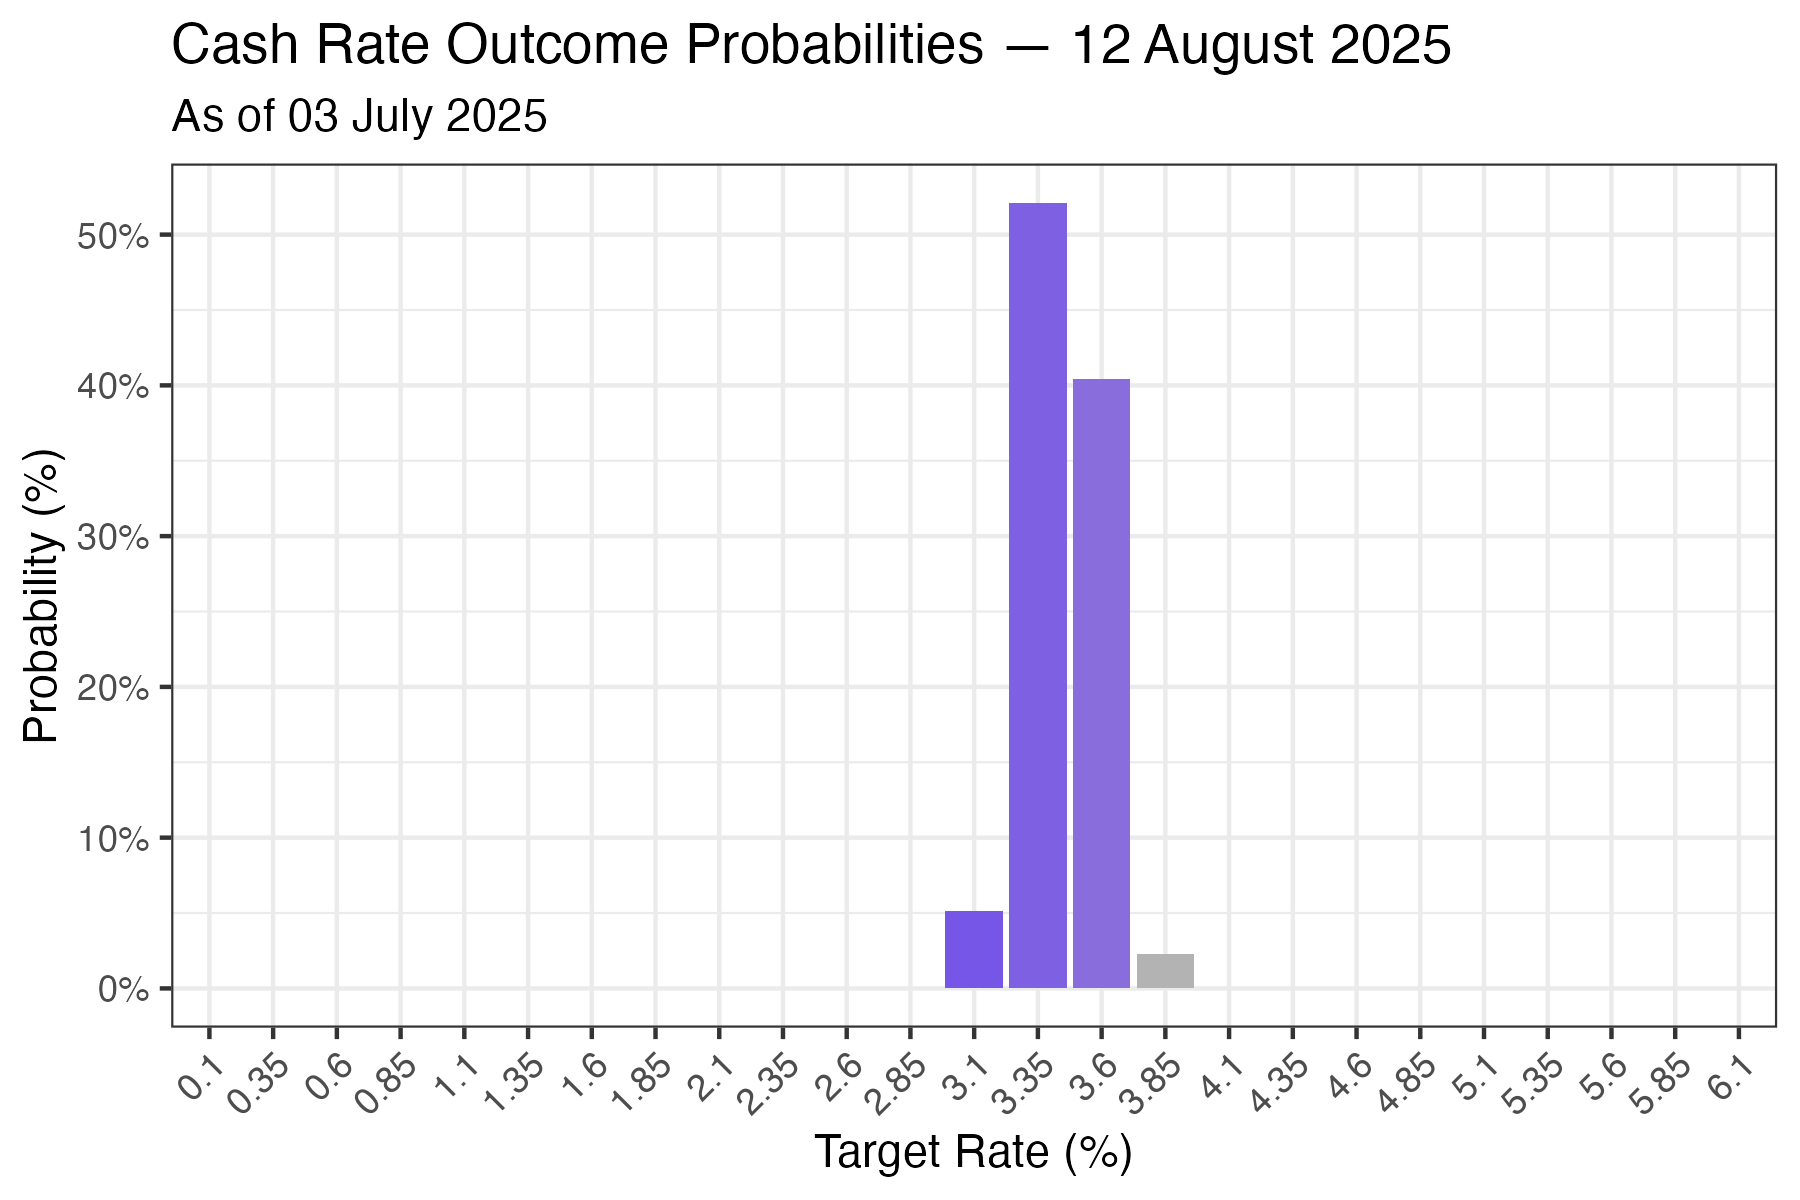 Cash Rate Outcome Probabilities — 12 August 2025
As of 03 July 2025
Probability (%)
50%
40%
30%
20%
10%
0%
0.1 0.35 0.6 0.85 1.1 1.35 1.6 1.85 2.1 2.35 2.6 2.85 3.1 3.35 3.6 3.85 4.1 4.35 4.6 4.85 5.1 5.35 5.6 5.85 6.1
Target Rate (%)